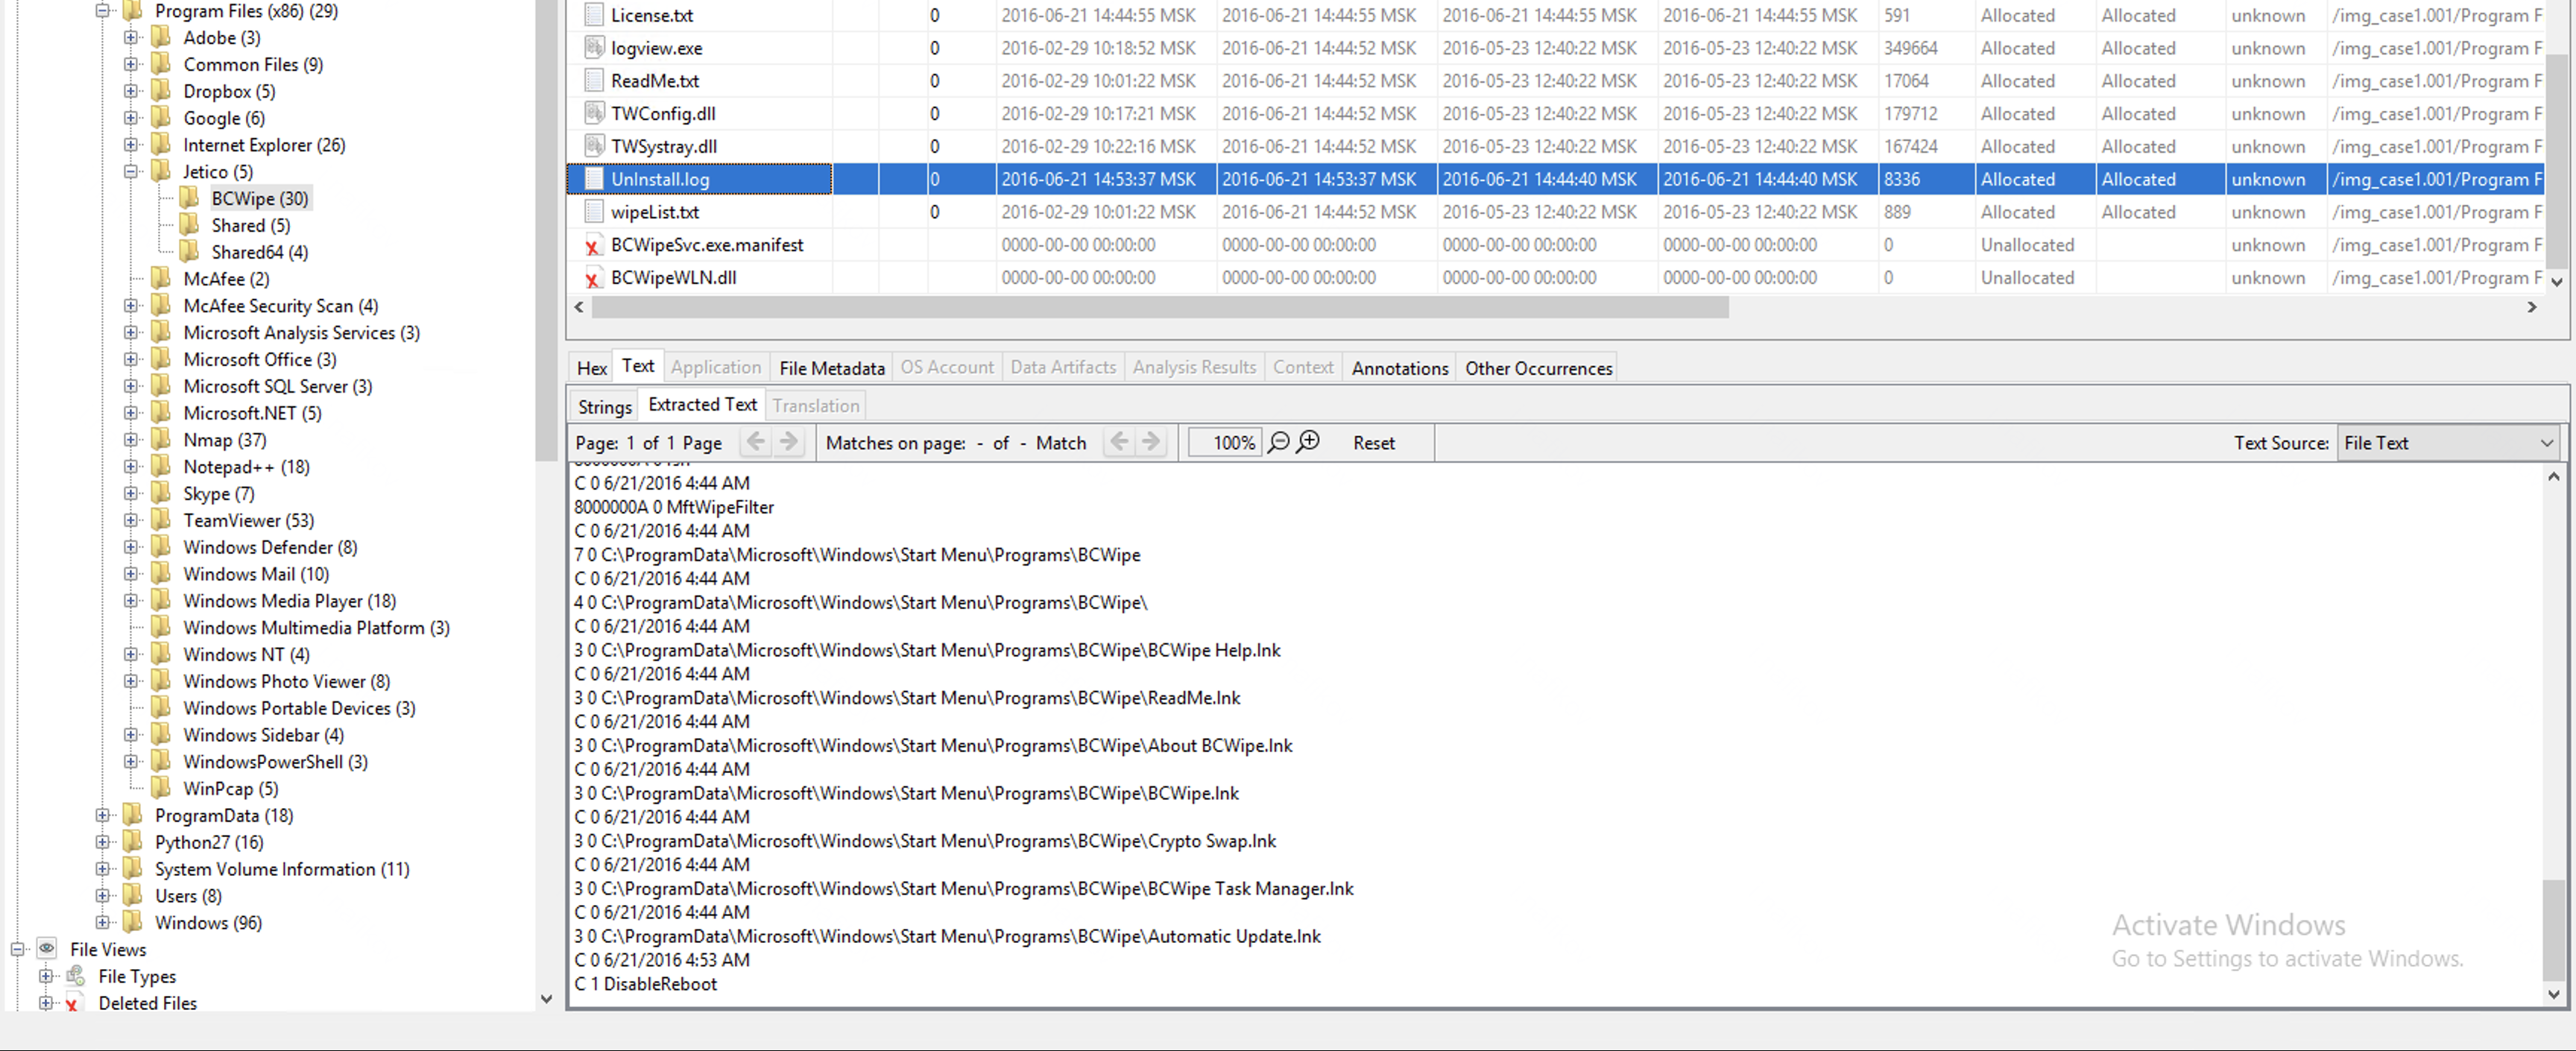 Program Files (x86) (29)
Adobe (3)
Common Files (9)
Dropbox (5)
Google (6)
Internet Explorer (26)
Jetico (5)
BCWipe (30)
Shared (5)
Shared64 (4)
McAfee (2)
McAfee Security Scan (4)
Microsoft Analysis Services (3)
Microsoft Office (3)
Microsoft SQL Server (3)
Microsoft.NET (5)
Nmap (37)
Notepad++ (18)
Skype (7)
TeamViewer (53)
Windows Defender (8)
Windows Mail (10)
Windows Media Player (18)
Windows Multimedia Platform (3)
Windows NT (4)
Windows Photo Viewer (8)
Windows Portable Devices (3)
Windows Sidebar (4)
WindowsPowerShell (3)
WinPcap (5)
ProgramData (18)
Python27 (16)
System Volume Information (11)
Users (8)
Windows (96)
File Views
File Types
Deleted Files
License.txt 0 2016-06-21 14:44:55 MSK 2016-06-21 14:44:55 MSK 2016-06-21 14:44:55 MSK 2016-06-21 14:44:55 MSK 591 Allocated Allocated unknown /img_case1.001/Program F
logview.exe 0 2016-02-29 10:18:52 MSK 2016-06-21 14:44:52 MSK 2016-05-23 12:40:22 MSK 2016-05-23 12:40:22 MSK 349664 Allocated Allocated unknown /img_case1.001/Program F
ReadMe.txt 0 2016-02-29 10:01:22 MSK 2016-06-21 14:44:52 MSK 2016-05-23 12:40:22 MSK 2016-05-23 12:40:22 MSK 17064 Allocated Allocated unknown /img_case1.001/Program F
TWConfig.dll 0 2016-02-29 10:17:21 MSK 2016-06-21 14:44:52 MSK 2016-05-23 12:40:22 MSK 2016-05-23 12:40:22 MSK 179712 Allocated Allocated unknown /img_case1.001/Program F
TWSystray.dll 0 2016-02-29 10:22:16 MSK 2016-06-21 14:44:52 MSK 2016-05-23 12:40:22 MSK 2016-05-23 12:40:22 MSK 167424 Allocated Allocated unknown /img_case1.001/Program F
UnInstall.log 0 2016-06-21 14:53:37 MSK 2016-06-21 14:53:37 MSK 2016-06-21 14:44:40 MSK 2016-06-21 14:44:40 MSK 8336 Allocated Allocated unknown /img_case1.001/Program F
wipeList.txt 0 2016-02-29 10:01:22 MSK 2016-06-21 14:44:52 MSK 2016-05-23 12:40:22 MSK 2016-05-23 12:40:22 MSK 889 Allocated Allocated unknown /img_case1.001/Program F
BCWipeSvc.exe.manifest 0000-00-00 00:00:00 0000-00-00 00:00:00 0000-00-00 00:00:00 0000-00-00 00:00:00 0 Unallocated unknown /img_case1.001/Program F
BCWipeWLN.dll 0000-00-00 00:00:00 0000-00-00 00:00:00 0000-00-00 00:00:00 0000-00-00 00:00:00 0 Unallocated unknown /img_case1.001/Program F
Hex Text Application File Metadata OS Account Data Artifacts Analysis Results Context Annotations Other Occurrences
Strings Extracted Text Translation
Page: 1 of 1 Page Matches on page: - of - Match 100% Reset Text Source: File Text
C 0 6/21/2016 4:44 AM
8000000A 0 MftWipeFilter
C 0 6/21/2016 4:44 AM
7 0 C:\ProgramData\Microsoft\Windows\Start Menu\Programs\BCWipe
C 0 6/21/2016 4:44 AM
4 0 C:\ProgramData\Microsoft\Windows\Start Menu\Programs\BCWipe\
C 0 6/21/2016 4:44 AM
3 0 C:\ProgramData\Microsoft\Windows\Start Menu\Programs\BCWipe\BCWipe Help.lnk
C 0 6/21/2016 4:44 AM
3 0 C:\ProgramData\Microsoft\Windows\Start Menu\Programs\BCWipe\ReadMe.lnk
C 0 6/21/2016 4:44 AM
3 0 C:\ProgramData\Microsoft\Windows\Start Menu\Programs\BCWipe\About BCWipe.lnk
C 0 6/21/2016 4:44 AM
3 0 C:\ProgramData\Microsoft\Windows\Start Menu\Programs\BCWipe\BCWipe.lnk
C 0 6/21/2016 4:44 AM
3 0 C:\ProgramData\Microsoft\Windows\Start Menu\Programs\BCWipe\Crypto Swap.lnk
C 0 6/21/2016 4:44 AM
3 0 C:\ProgramData\Microsoft\Windows\Start Menu\Programs\BCWipe\BCWipe Task Manager.lnk
C 0 6/21/2016 4:44 AM
3 0 C:\ProgramData\Microsoft\Windows\Start Menu\Programs\BCWipe\Automatic Update.lnk
C 0 6/21/2016 4:53 AM
C 1 DisableReboot
Activate Windows
Go to Settings to activate Windows.